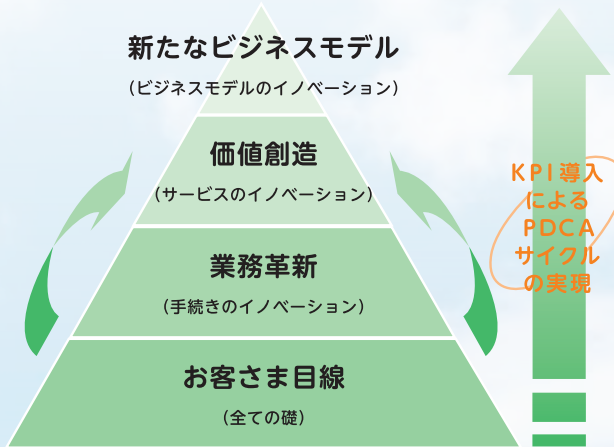 新たなビジネスモデル
（ビジネスモデルのイノベーション）
価値創造
（サービスのイノベーション）
業務革新
（手続きのイノベーション）
お客さま目線
（全ての礎）
KPI導入
による
PDCA
サイクル
の実現